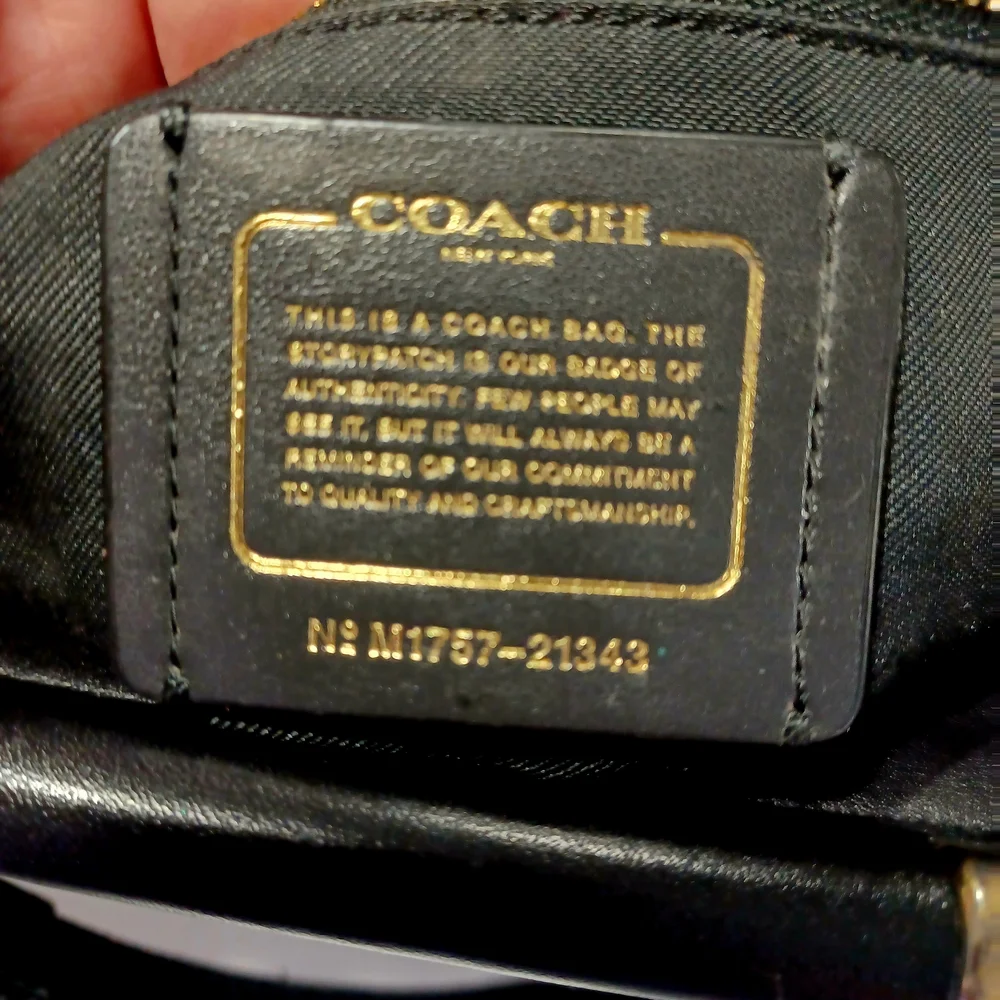 COACH
NEW YORK
THIS IS A COACH BAG. THE
STORYPATCH IS OUR BADGE OF
AUTHENTICITY. FEW PEOPLE MAY
SEE IT, BUT IT WILL ALWAYS BE A
REMINDER OF OUR COMMITMENT
TO QUALITY AND CRAFTSMANSHIP.
Nº M1757-21343